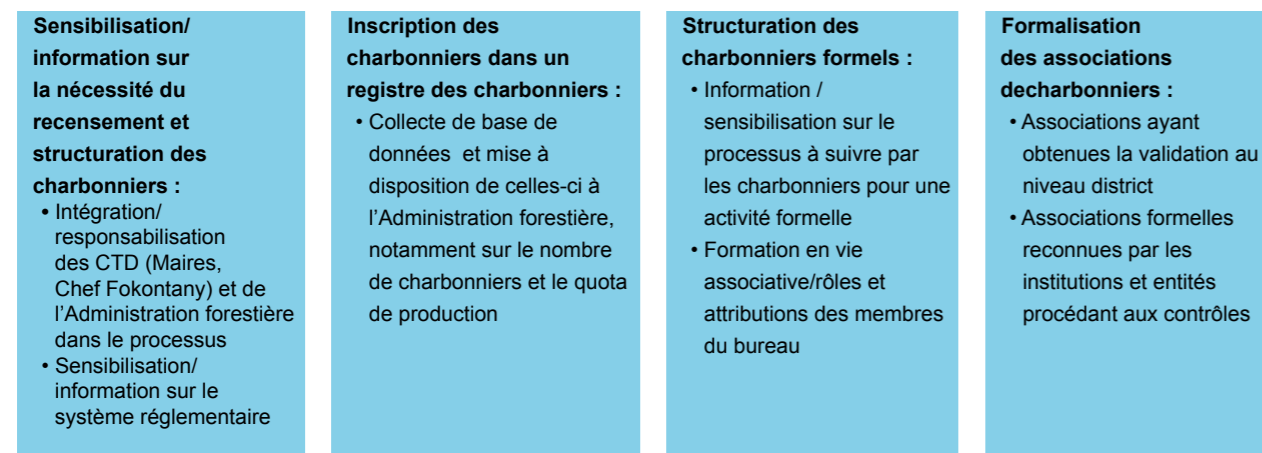 Sensibilisation/
information sur
la nécessité du
recensement et
structuration des
charbonniers :
• Intégration/
responsabilisation
des CTD (Maires,
Chef Fokontany) et de
l’Administration forestière
dans le processus
• Sensibilisation/
information sur le
système réglementaire
Inscription des
charbonniers dans un
registre des charbonniers :
• Collecte de base de
données et mise à
disposition de celles-ci à
l’Administration forestière,
notamment sur le nombre
de charbonniers et le quota
de production
Structuration des
charbonniers formels :
• Information /
sensibilisation sur le
processus à suivre par
les charbonniers pour une
activité formelle
• Formation en vie
associative/rôles et
attributions des membres
du bureau
Formalisation
des associations
decharbonniers :
• Associations ayant
obtenues la validation au
niveau district
• Associations formelles
reconnues par les
institutions et entités
procédant aux contrôles